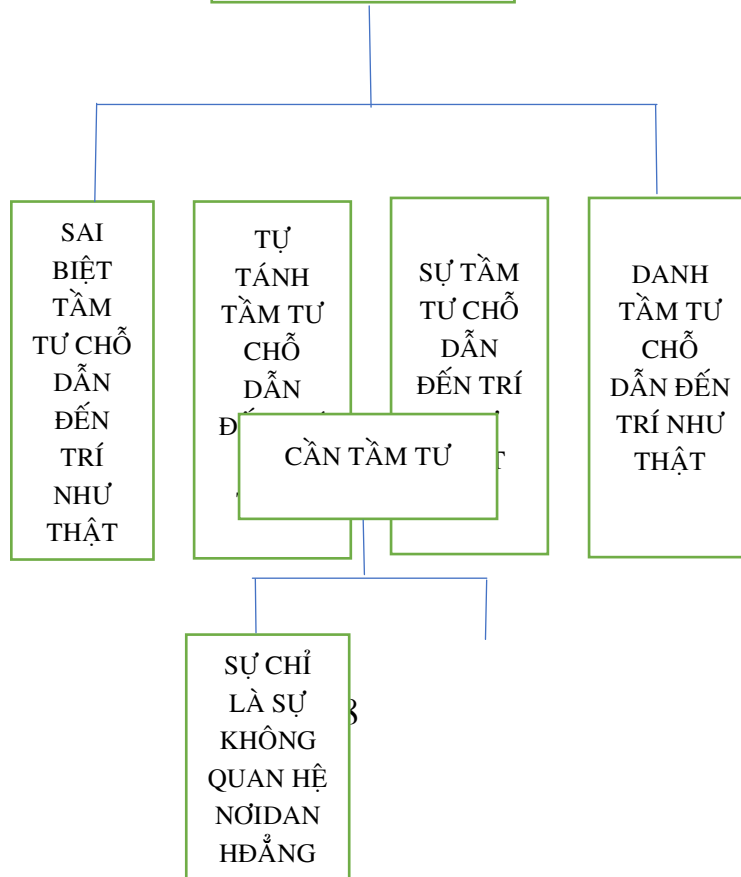 SAI
BIỆT
TẦM
TƯ CHỖ
DẪN
ĐẾN
TRÍ
NHƯ
THẬT
TỰ
TÁNH
TẦM TƯ
CHỖ
DẪN
SỰ TẦM
TƯ CHỖ
DẪN
ĐẾN TRÍ
DANH
TẦM TƯ
CHỖ
DẪN ĐẾN
TRÍ NHƯ
THẬT
CẦN TẦM TƯ
SỰ CHỈ
LÀ SỰ
KHÔNG
QUAN HỆ
NƠIDAN
HĐẲNG